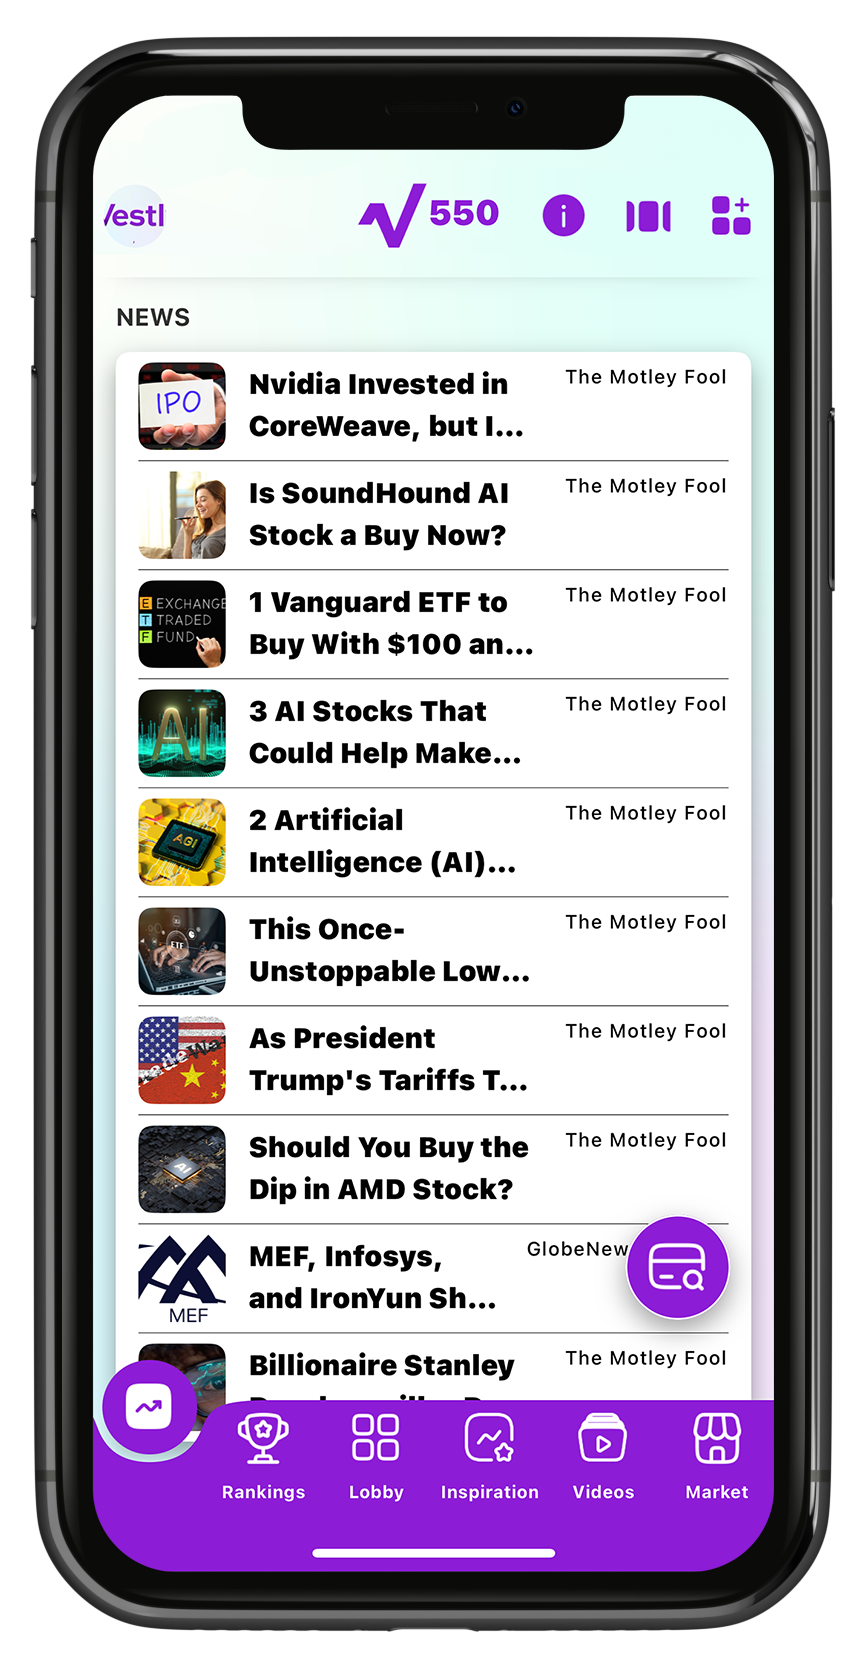 Vestl
550
NEWS
IPO
Nvidia Invested in
CoreWeave, but I...
The Motley Fool
Is SoundHound AI
Stock a Buy Now?
The Motley Fool
E EXCHANGE
T TRADED
F FUND
1 Vanguard ETF to
Buy With $100 an...
The Motley Fool
AI
3 AI Stocks That
Could Help Make...
The Motley Fool
AGI
2 Artificial
Intelligence (AI)...
The Motley Fool
ETF
This Once-
Unstoppable Low...
The Motley Fool
radeWa
As President
Trump's Tariffs T...
The Motley Fool
AI
Should You Buy the
Dip in AMD Stock?
The Motley Fool
MEF
MEF, Infosys,
and IronYun Sh...
GlobeNew
Billionaire Stanley
The Motley Fool
Rankings
Lobby
Inspiration
Videos
Market